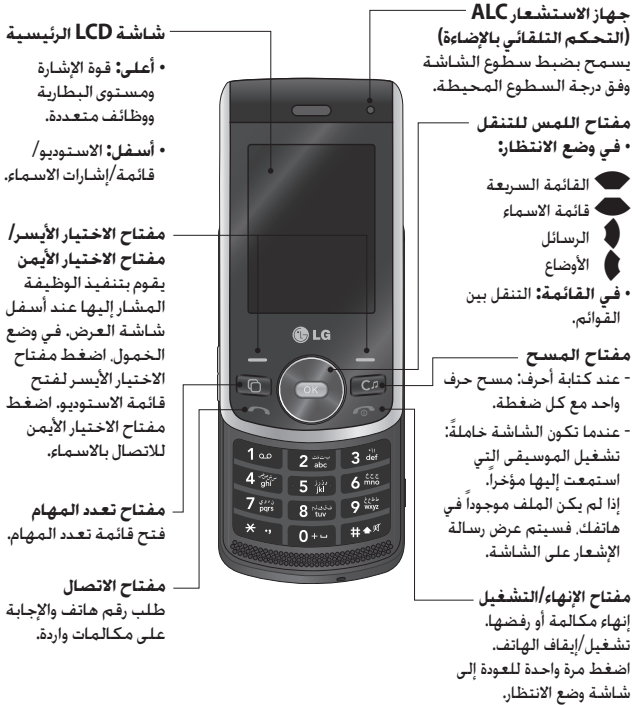 جهاز الاستشعار ALC
(التحكم التلقائي بالإضاءة)
يسمح بضبط سطوع الشاشة
وفق درجة السطوع المحيطة.
مفتاح اللمس للتنقل
• في وضع الانتظار:
القائمة السريعة
قائمة الاسماء
الرسائل
الأوضاع
• في القائمة: التنقل بين
القوائم.
مفتاح المسح
- عند كتابة أحرف: مسح حرف
واحد مع كل ضغطة.
- عندما تكون الشاشة خاملةً:
تشغيل الموسيقى التي
استمعت إليها مؤخراً.
إذا لم يكن الملف موجوداً في
هاتفك، فسيتم عرض رسالة
الإشعار على الشاشة.
مفتاح الإنهاء/التشغيل
إنهاء مكالمة أو رفضها.
تشغيل/إيقاف الهاتف.
اضغط مرة واحدة للعودة إلى
شاشة وضع الانتظار.
شاشة LCD الرئيسية
• أعلى: قوة الإشارة
ومستوى البطارية
ووظائف متعددة.
• أسفل: الاستوديو/
قائمة/إشارات الاسماء.
مفتاح الاختيار الأيسر/
مفتاح الاختيار الأيمن
يقوم بتنفيذ الوظيفة
المشار إليها عند أسفل
شاشة العرض. في وضع
الخمول، اضغط مفتاح
الاختيار الأيسر لفتح
قائمة الاستوديو. اضغط
مفتاح الاختيار الأيمن
للاتصال بالاسماء.
مفتاح تعدد المهام
فتح قائمة تعدد المهام.
مفتاح الاتصال
طلب رقم هاتف والإجابة
على مكالمات واردة.
LG
OK
C
1
2 abc
3 def
4 ghi
5 jkl
6 mno
7 pqrs
8 tuv
9 wxyz
* .,
0 +
#